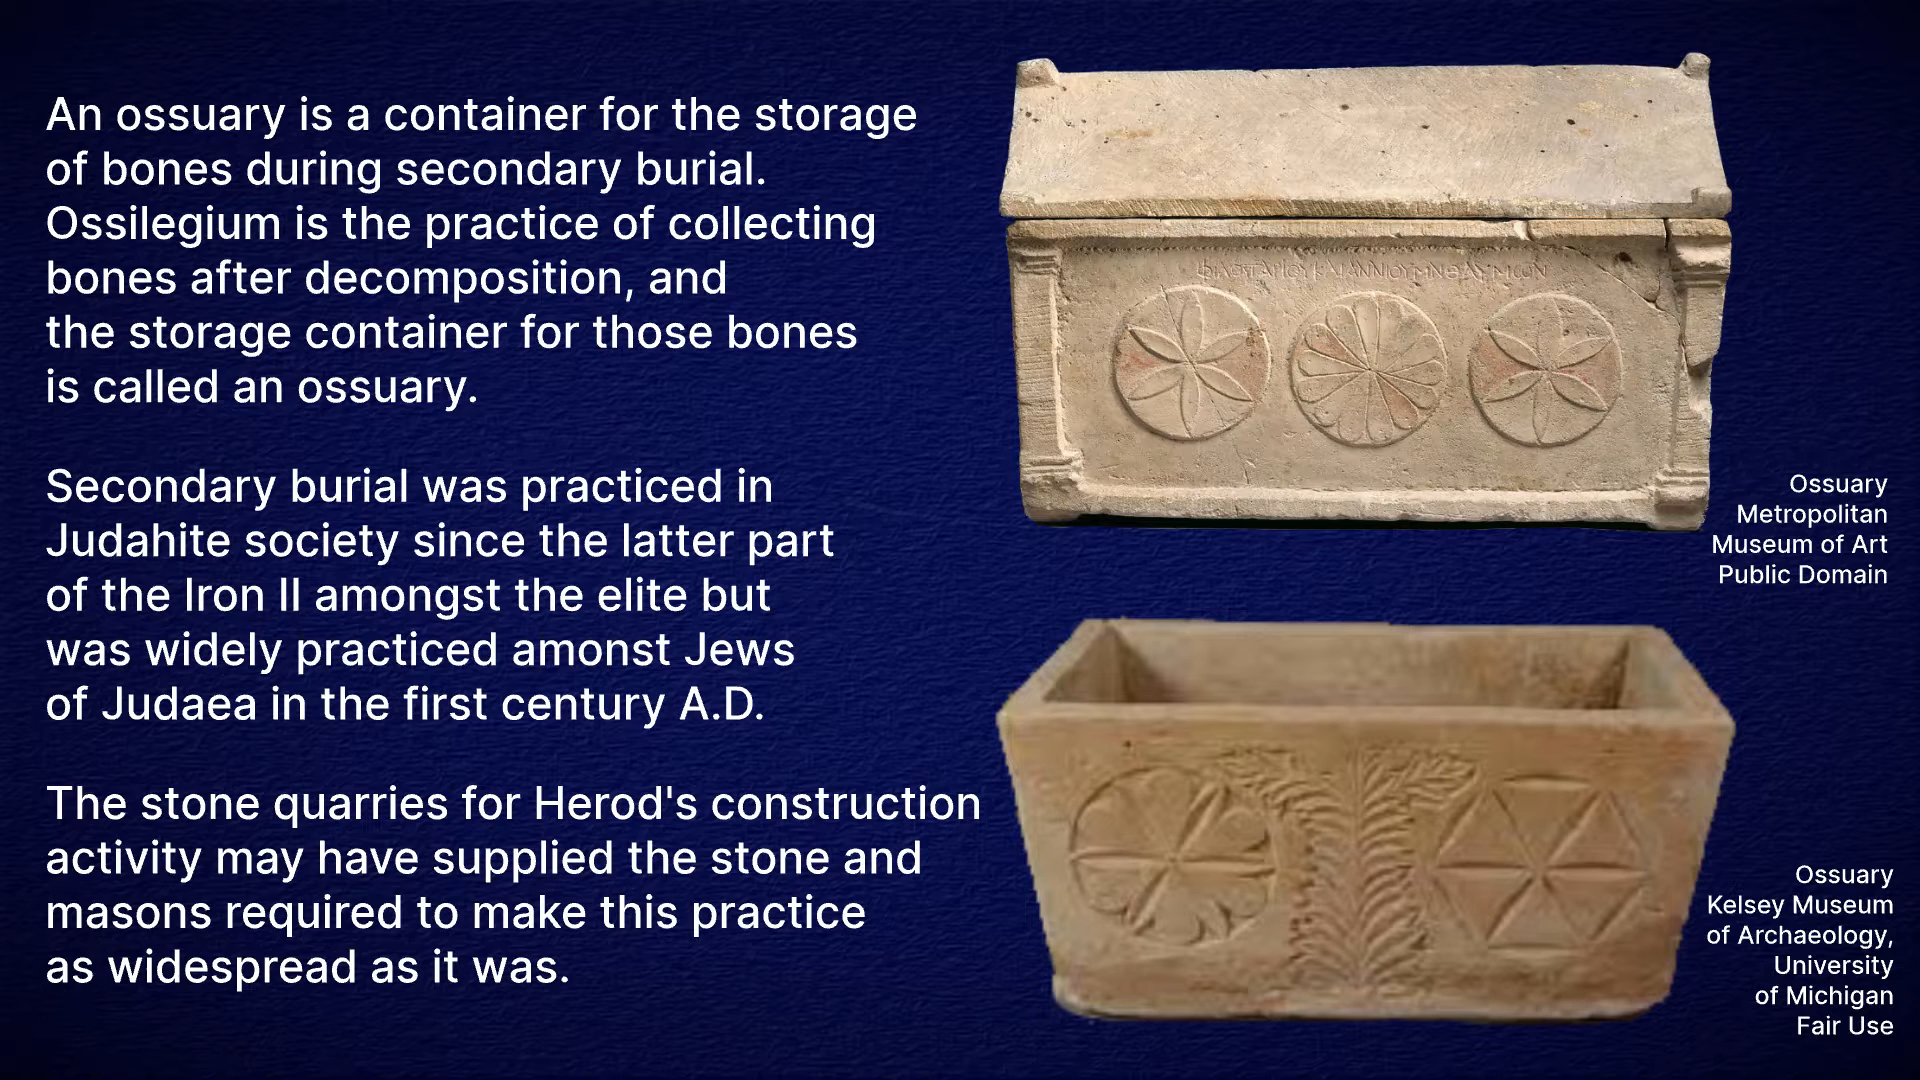 An ossuary is a container for the storage
of bones during secondary burial.
Ossilegium is the practice of collecting
bones after decomposition, and
the storage container for those bones
is called an ossuary.
Secondary burial was practiced in
Judahite society since the latter part
of the Iron II amongst the elite but
was widely practiced amonst Jews
of Judaea in the first century A.D.
The stone quarries for Herod's construction
activity may have supplied the stone and
masons required to make this practice
as widespread as it was.
Ossuary
Metropolitan
Museum of Art
Public Domain
Ossuary
Kelsey Museum
of Archaeology,
University
of Michigan
Fair Use